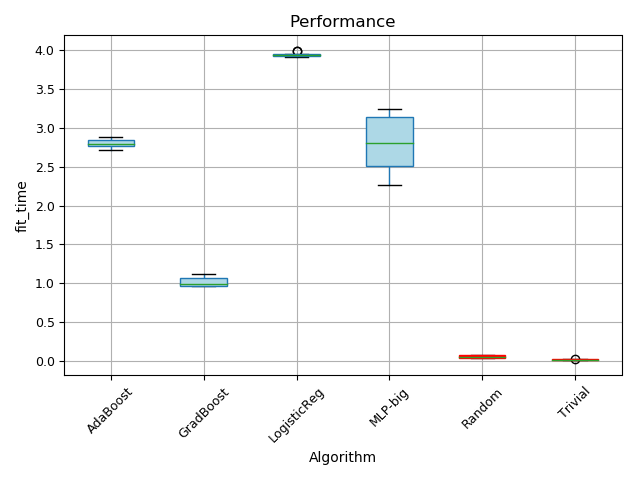 Performance
fit_time
4.0
3.5
3.0
2.5
2.0
1.5
1.0
0.5
0.0
AdaBoost
GradBoost
LogisticReg
MLP-big
Random
Trivial
Algorithm